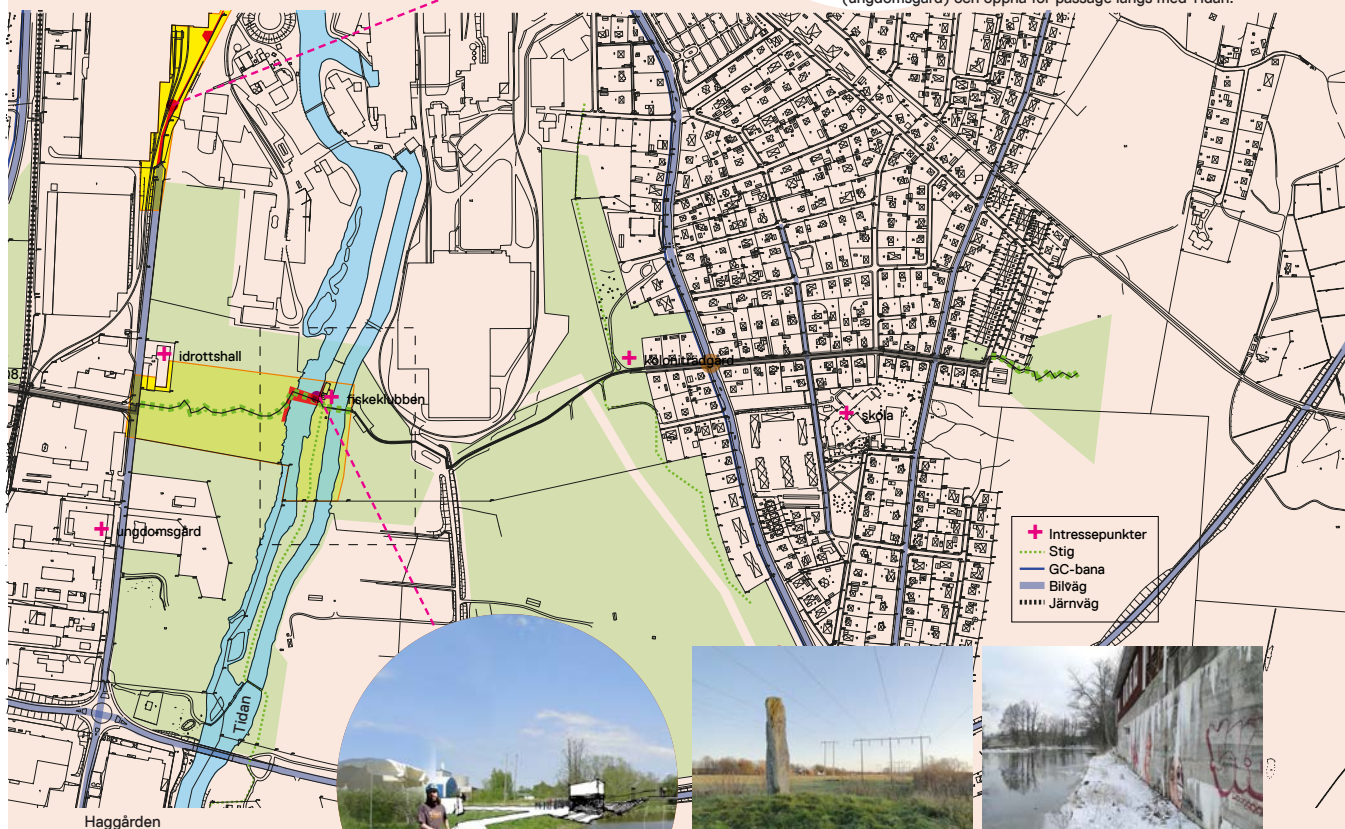 (ungdomsgård) och öppna för passage längs med Tidan.
idrottshall
koloniträdgård
fiskeklubben
skola
ungdomsgård
Intressepunkter
Stig
GC-bana
Bilväg
Järnväg
Tidan
Haggården